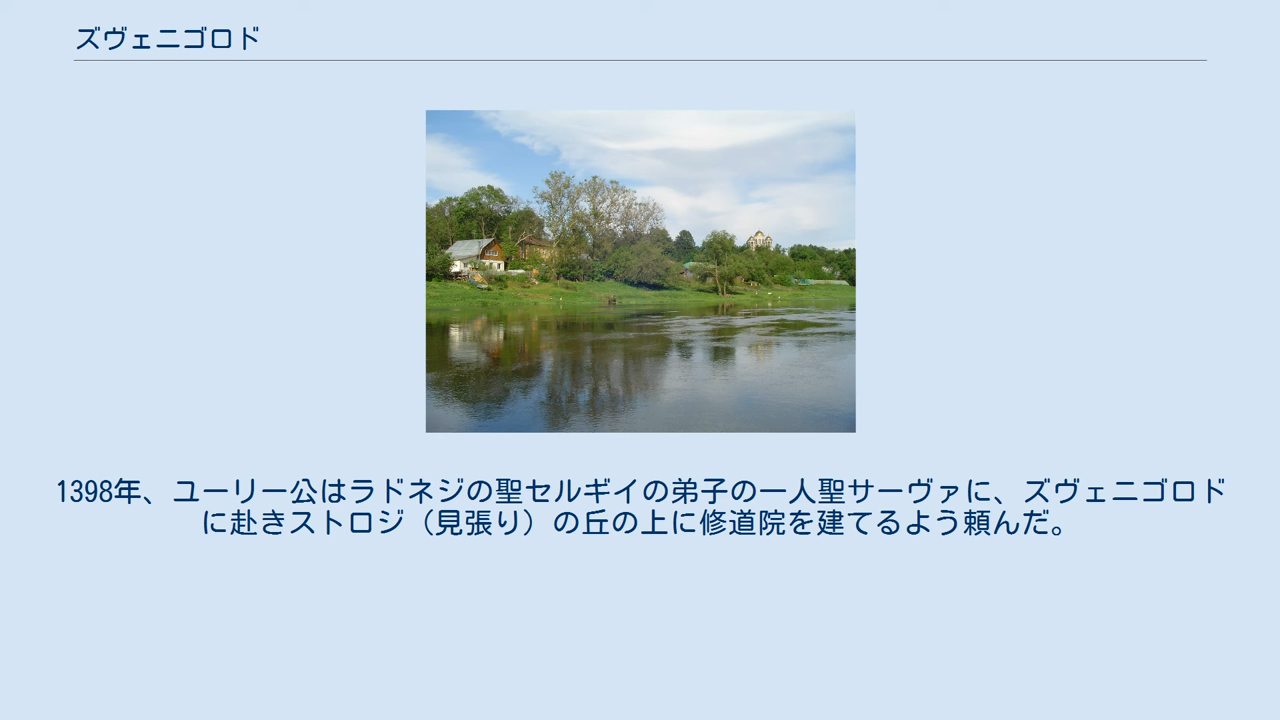 ズヴェニゴロド
1398年、ユーリー公はラドネジの聖セルギイの弟子の一人聖サーヴァに、ズヴェニゴロド
に赴きストロジ（見張り）の丘の上に修道院を建てるよう頼んだ。